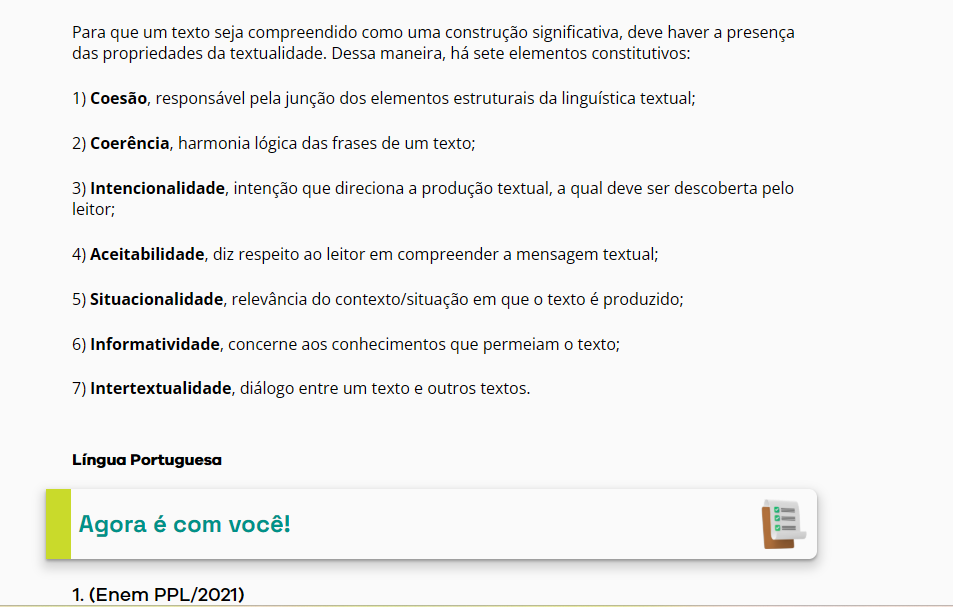 Para que um texto seja compreendido como uma construção significativa, deve haver a presença
das propriedades da textualidade. Dessa maneira, há sete elementos constitutivos:
1) Coesão, responsável pela junção dos elementos estruturais da linguística textual;
2) Coerência, harmonia lógica das frases de um texto;
3) Intencionalidade, intenção que direciona a produção textual, a qual deve ser descoberta pelo
leitor;
4) Aceitabilidade, diz respeito ao leitor em compreender a mensagem textual;
5) Situacionalidade, relevância do contexto/situação em que o texto é produzido;
6) Informatividade, concerne aos conhecimentos que permeiam o texto;
7) Intertextualidade, diálogo entre um texto e outros textos.
Língua Portuguesa
Agora é com você!
1. (Enem PPL/2021)